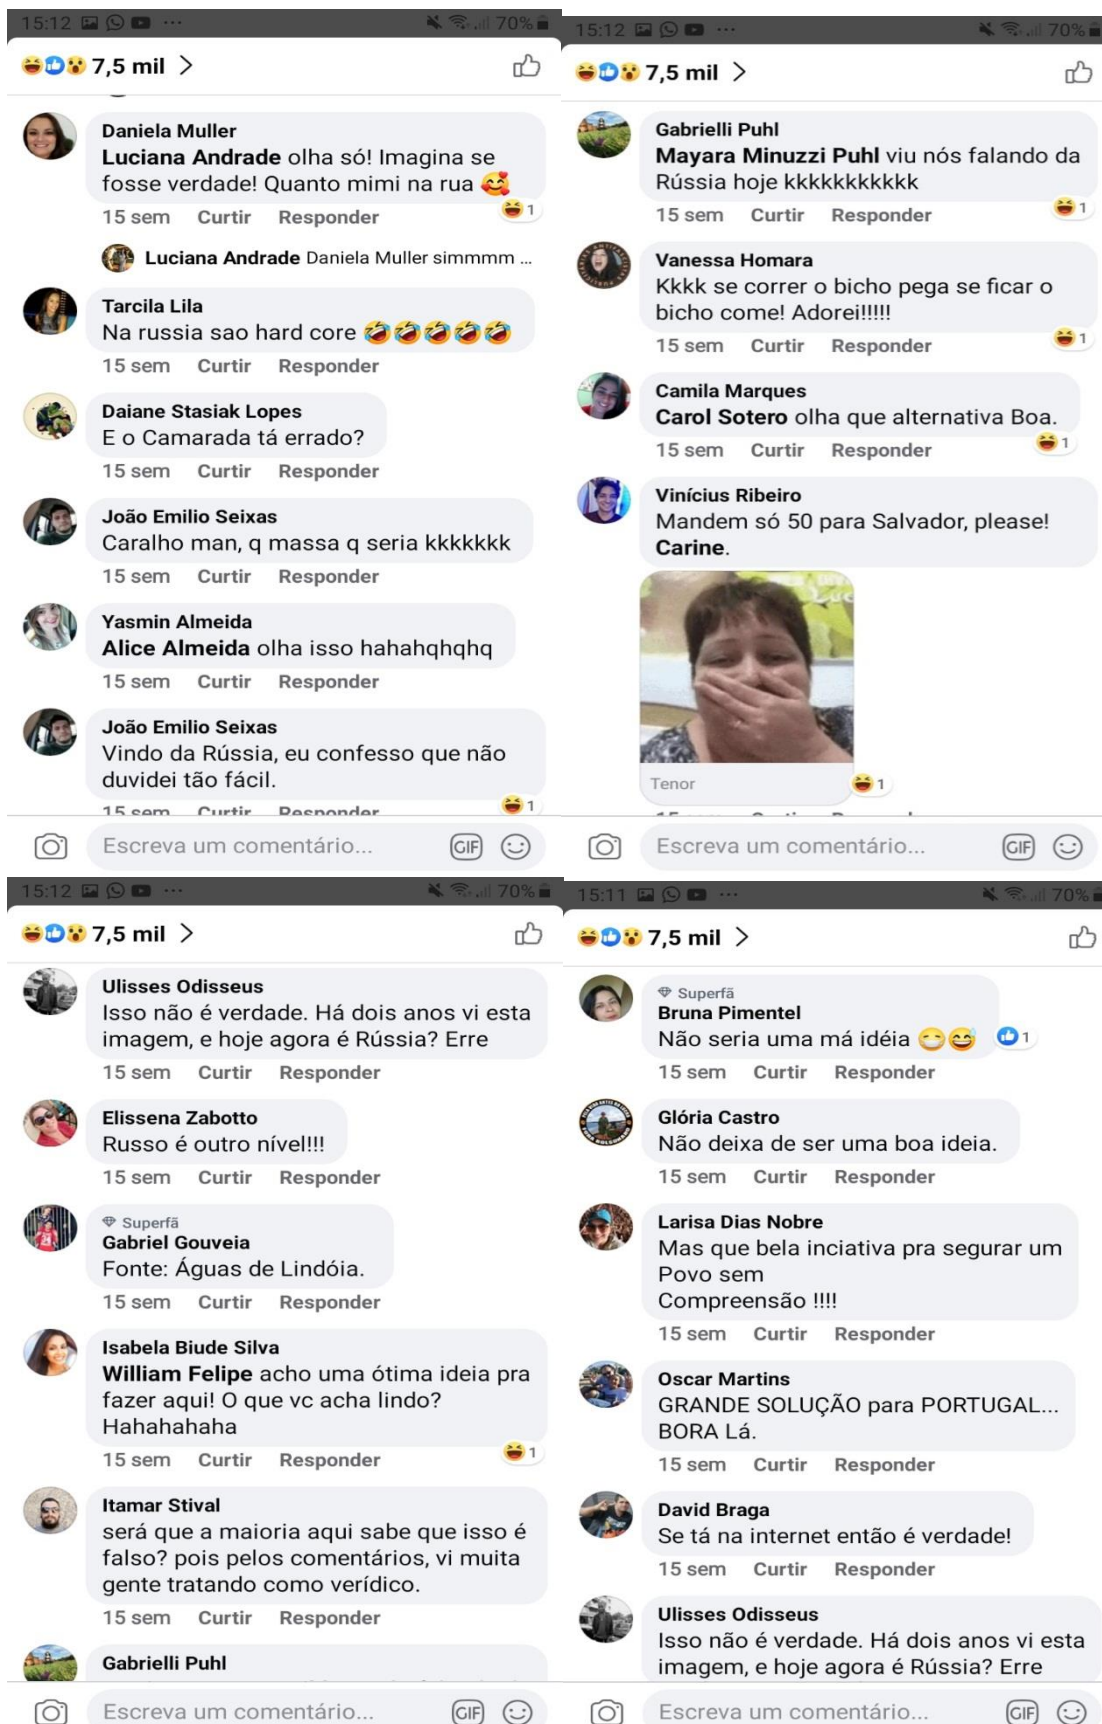 15:12 ... 70%
7,5 mil >
Daniela Muller
Luciana Andrade olha só! Imagina se
fosse verdade! Quanto mimi na rua 🥰
15 sem Curtir Responder 😆 1
Luciana Andrade Daniela Muller simmmm ...
Tarcila Lila
Na russia sao hard core 🤣🤣🤣🤣🤣
15 sem Curtir Responder
Daiane Stasiak Lopes
E o Camarada tá errado?
15 sem Curtir Responder
João Emilio Seixas
Caralho man, q massa q seria kkkkkkk
15 sem Curtir Responder
Yasmin Almeida
Alice Almeida olha isso hahahqhqhq
15 sem Curtir Responder
João Emilio Seixas
Vindo da Rússia, eu confesso que não
duvidei tão fácil.
15 sem Curtir Responder 😆 1
Escreva um comentário... GIF
15:12 ... 70%
7,5 mil >
Gabrielli Puhl
Mayara Minuzzi Puhl viu nós falando da
Rússia hoje kkkkkkkkkkk
15 sem Curtir Responder 😆 1
Vanessa Homara
Kkkk se correr o bicho pega se ficar o
bicho come! Adorei!!!!!
15 sem Curtir Responder 😆 1
Camila Marques
Carol Sotero olha que alternativa Boa.
15 sem Curtir Responder 😆 1
Vinícius Ribeiro
Mandem só 50 para Salvador, please!
Carine.
Tenor 😆 1
Escreva um comentário... GIF
15:12 ... 70%
7,5 mil >
Ulisses Odisseus
Isso não é verdade. Há dois anos vi esta
imagem, e hoje agora é Rússia? Erre
15 sem Curtir Responder
Elissena Zabotto
Russo é outro nível!!!
15 sem Curtir Responder
Superfã
Gabriel Gouveia
Fonte: Águas de Lindóia.
15 sem Curtir Responder
Isabela Biude Silva
William Felipe acho uma ótima ideia pra
fazer aqui! O que vc acha lindo?
Hahahahaha
15 sem Curtir Responder 😆 1
Itamar Stival
será que a maioria aqui sabe que isso é
falso? pois pelos comentários, vi muita
gente tratando como verídico.
15 sem Curtir Responder
Gabrielli Puhl
Escreva um comentário... GIF
15:11 ... 70%
7,5 mil >
Superfã
Bruna Pimentel
Não seria uma má idéia 😷😅 👍 1
15 sem Curtir Responder
Glória Castro
Não deixa de ser uma boa ideia.
15 sem Curtir Responder
Larisa Dias Nobre
Mas que bela inciativa pra segurar um
Povo sem
Compreensão !!!!
15 sem Curtir Responder
Oscar Martins
GRANDE SOLUÇÃO para PORTUGAL...
BORA Lá.
15 sem Curtir Responder
David Braga
Se tá na internet então é verdade!
15 sem Curtir Responder
Ulisses Odisseus
Isso não é verdade. Há dois anos vi esta
imagem, e hoje agora é Rússia? Erre
Escreva um comentário... GIF